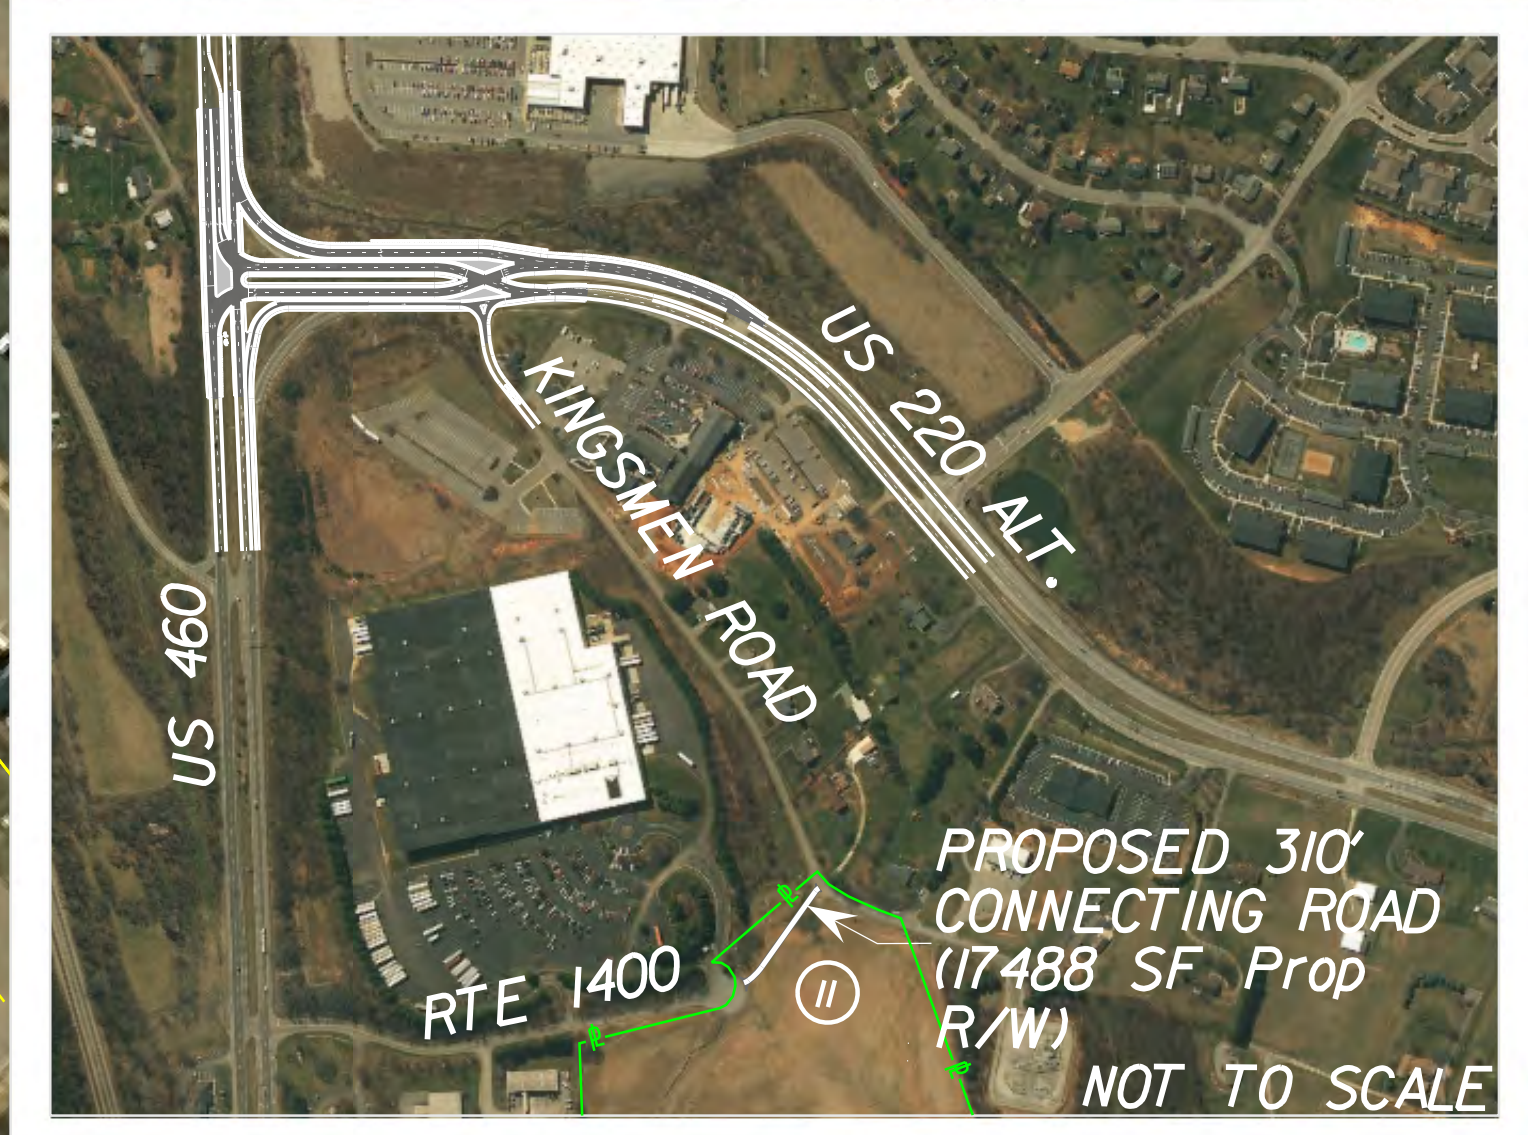 US 220 ALT.
KINGSMEN ROAD
US 460
PROPOSED 310'
CONNECTING ROAD
(17488 SF Prop
R/W)
RTE 1400
11
NOT TO SCALE